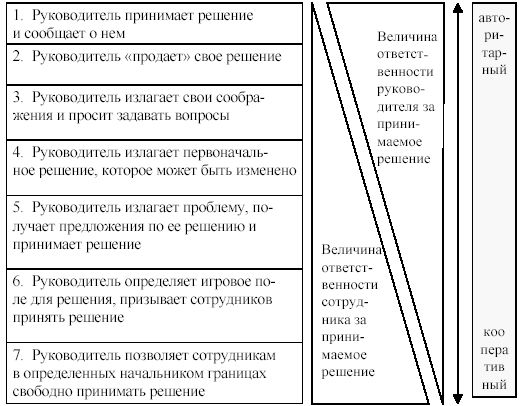 1. Руководитель принимает решение
и сообщает о нем
2. Руководитель «продает» свое решение
3. Руководитель излагает свои сообра-
жения и просит задавать вопросы
4. Руководитель излагает первоначаль-
ное решение, которое может быть изменено
5. Руководитель излагает проблему, по-
лучает предложения по ее решению и
принимает решение
6. Руководитель определяет игровое по-
ле для решения, призывает сотрудников
принять решение
7. Руководитель позволяет сотрудникам
в определенных начальником границах
свободно принимать решение
Величина
ответст-
венности
руково-
дителя за
прини-
маемое
решение
Величина
ответст-
венности
сотруд-
ника за
прини-
маемое
решение
авто-
ри-
тар-
ный
коо
пера
тив
ный